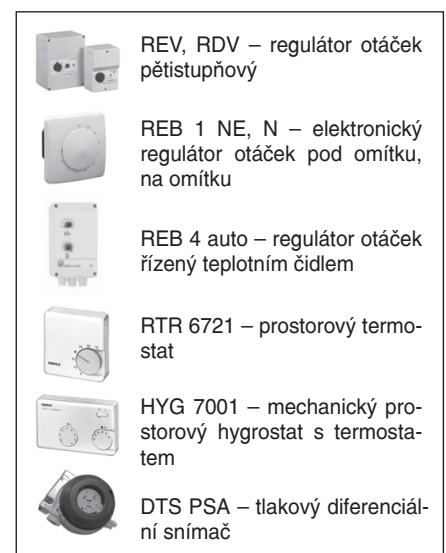 REV, RDV – regulátor otáček
pětistupňový
REB 1 NE, N – elektronický
regulátor otáček pod omítku,
na omítku
REB 4 auto – regulátor otáček
řízený teplotním čidlem
RTR 6721 – prostorový termo-
stat
HYG 7001 – mechanický pro-
storový hygrostat s termosta-
tem
DTS PSA – tlakový diferenciál-
ní snímač